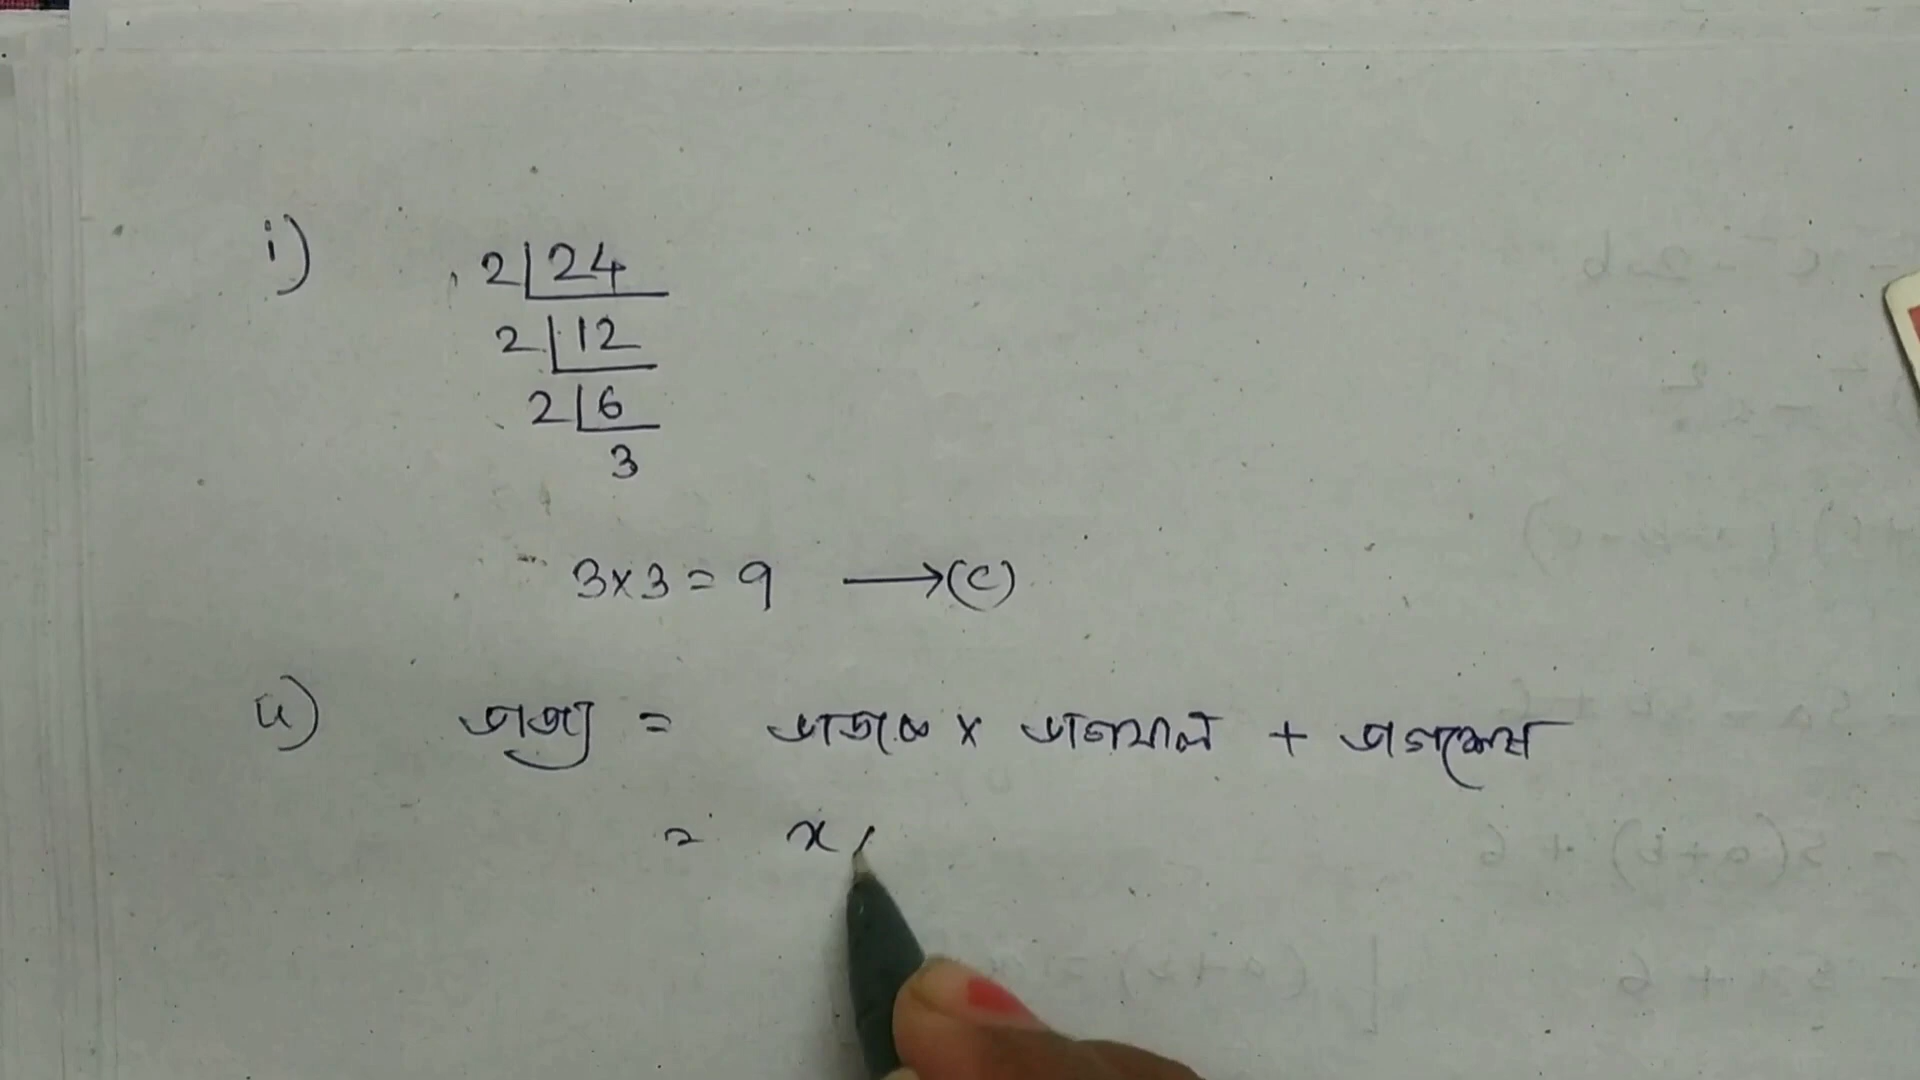 i) 2 | 24
2 | 12
2 | 6
3
3 x 3 = 9 → (c)
ii) ভাজ্য = ভাজক x ভাগফল + ভাগশেষ
= x